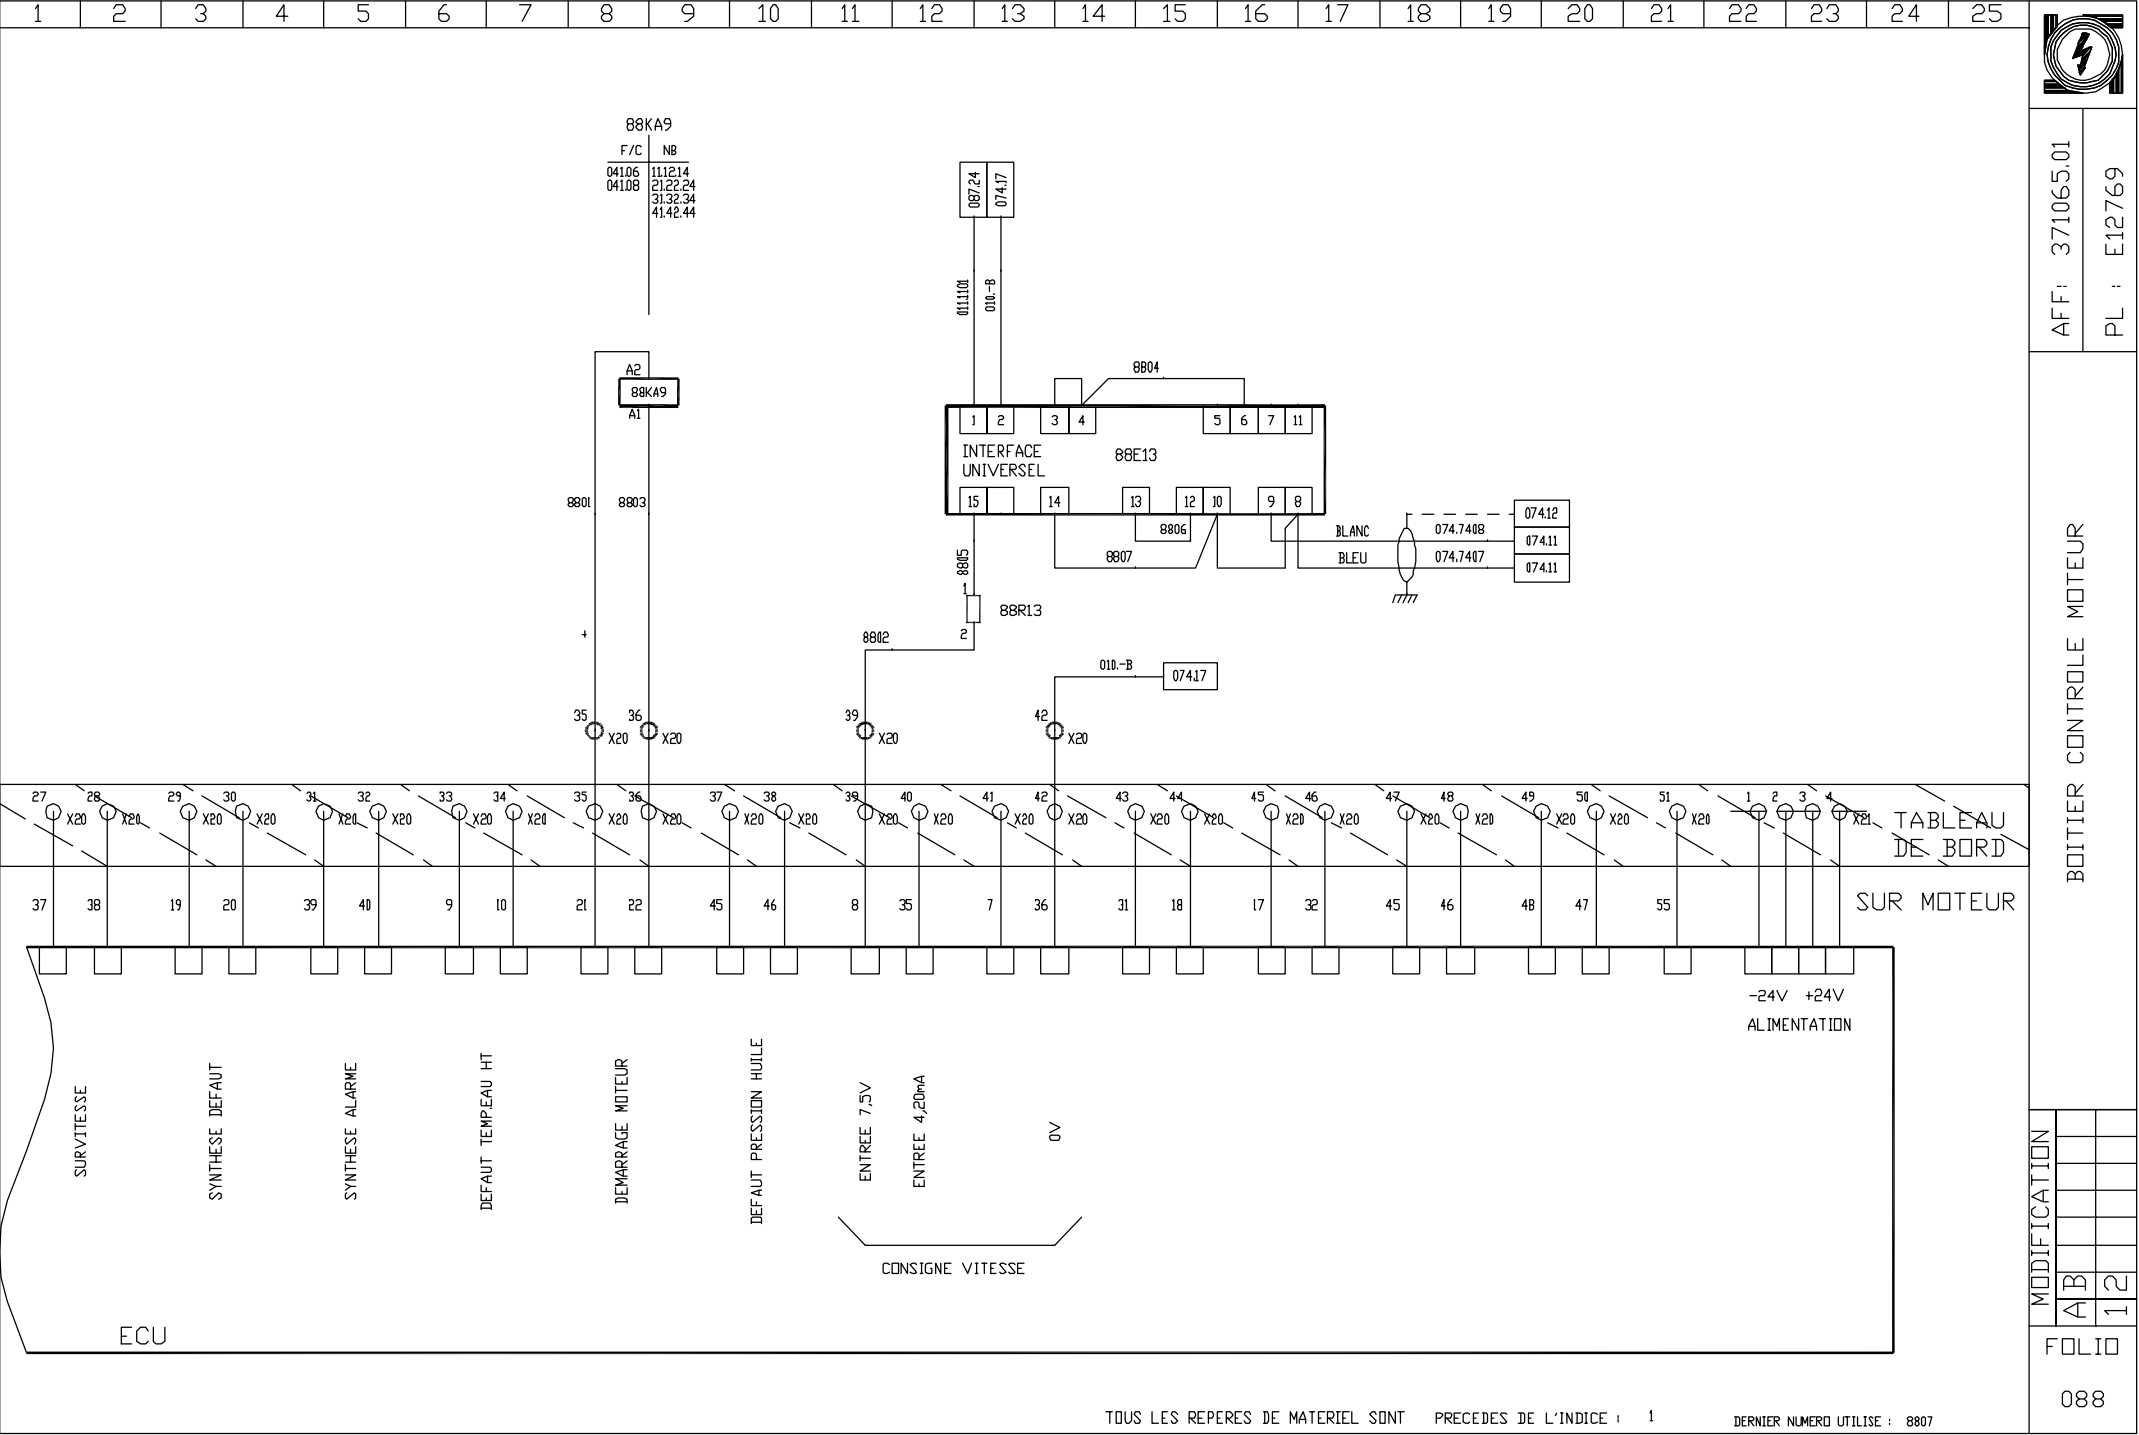 1 2 3 4 5 6 7 8 9 10 11 12 13 14 15 16 17 18 19 20 21 22 23 24 25
AFF: 371065.01
PL : E12769
BOITIER CONTROLE MOTEUR
MODIFICATION
A B
1 2
FOLIO
088
88KA9
F/C NB
041.06 11.12.14
041.08 21.22.24
31.32.34
41.42.44
087.24 074.17
011.1101 010.-B
A2
88KA9
A1
8801 8803
+
8804
1 2 3 4 5 6 7 11
INTERFACE
UNIVERSEL
88E13
15 14 13 12 10 9 8
8806
8807
8805
BLANC 074.7408
BLEU 074.7407
074.12
074.11
074.11
1
88R13
2
8802
010.-B 074.17
35 X20 36 X20 39 X20 42 X20
27 28 29 30 31 32 33 34 35 36 37 38 39 40 41 42 43 44 45 46 47 48 49 50 51 1 2 3 4
X20 X20 X20 X20 X20 X20 X20 X20 X20 X20 X20 X20 X20 X20 X20 X20 X20 X20 X20 X20 X20 X20 X20 X20 X20 X21
TABLEAU
DE BORD
37 38 19 20 39 40 9 10 21 22 45 46 8 35 7 36 31 18 17 32 45 46 48 47 55
SUR MOTEUR
-24V +24V
ALIMENTATION
SURVITESSE
SYNTHESE DEFAUT
SYNTHESE ALARME
DEFAUT TEMP.EAU HT
DEMARRAGE MOTEUR
DEFAUT PRESSION HUILE
ENTREE 7,5V
ENTREE 4,20mA
0V
CONSIGNE VITESSE
ECU
TOUS LES REPERES DE MATERIEL SONT PRECEDES DE L'INDICE : 1
DERNIER NUMERO UTILISE : 8807